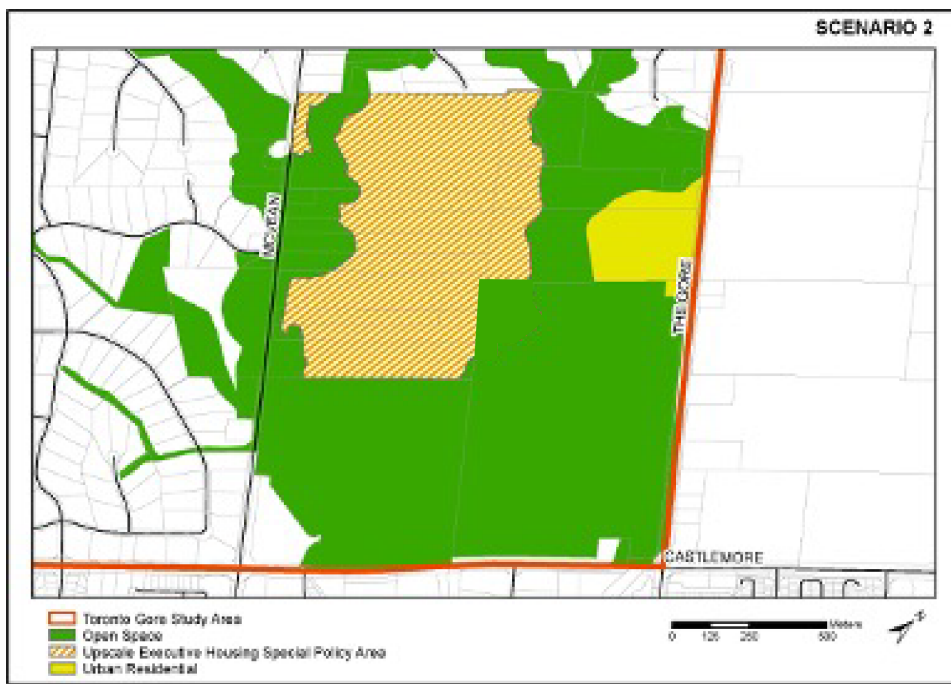 SCENARIO 2
MCVEAN
THE GORE
CASTLEMORE
Toronto Gore Study Area
Open Space
Upscale Executive Housing Special Policy Area
Urban Residential
Meters
0 125 250 500
N